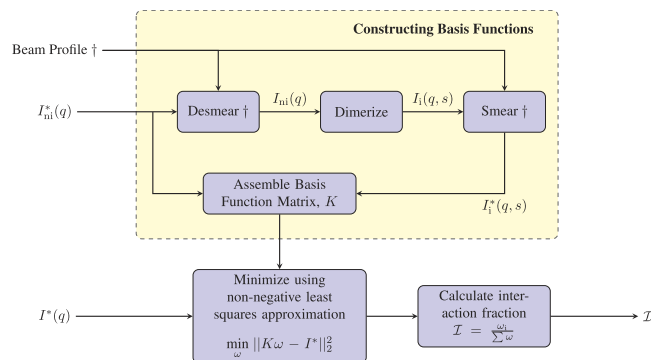 Constructing Basis Functions
Beam Profile †
I*ni(q)
Desmear †
Ini(q)
Dimerize
Ii(q, s)
Smear †
Assemble Basis
Function Matrix, K
I*i(q, s)
I*(q)
Minimize using
non-negative least
squares approximation
min ω ||Kω − I*||²₂
Calculate inter-
action fraction
ℐ = ωi / ∑ ω
ℐ